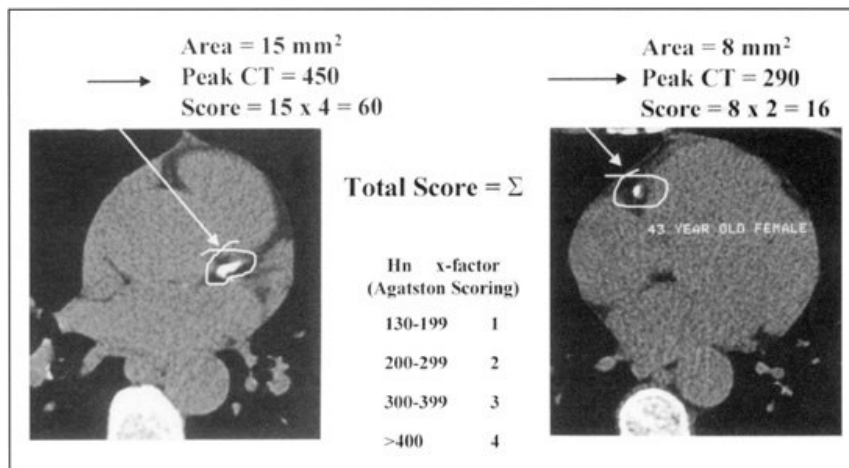 Area = 15 mm²
Peak CT = 450
Score = 15 x 4 = 60
Area = 8 mm²
Peak CT = 290
Score = 8 x 2 = 16
Total Score = Σ
43 YEAR OLD FEMALE
Hn x-factor
(Agatston Scoring)
130-199 1
200-299 2
300-399 3
>400 4